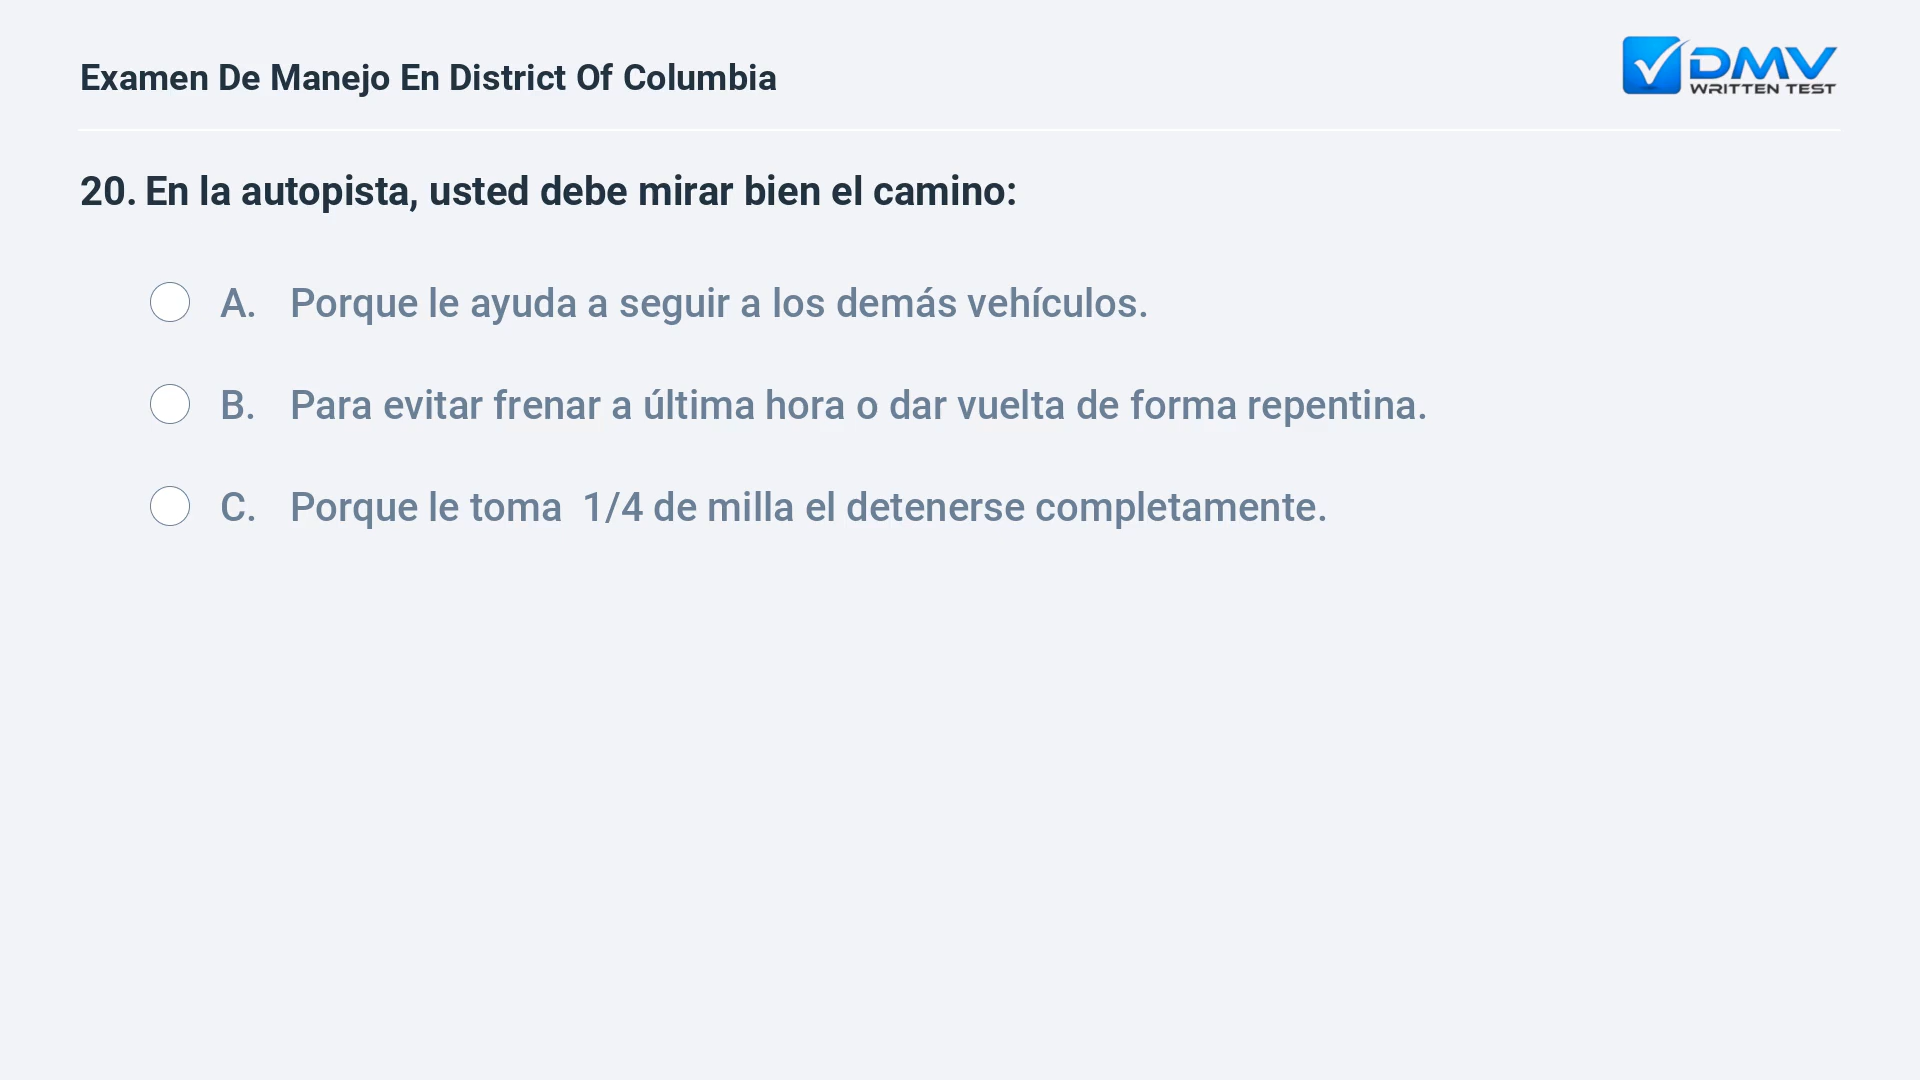 Examen De Manejo En District Of Columbia
DMV
WRITTEN TEST
20. En la autopista, usted debe mirar bien el camino:
A. Porque le ayuda a seguir a los demás vehículos.
B. Para evitar frenar a última hora o dar vuelta de forma repentina.
C. Porque le toma  1/4 de milla el detenerse completamente.